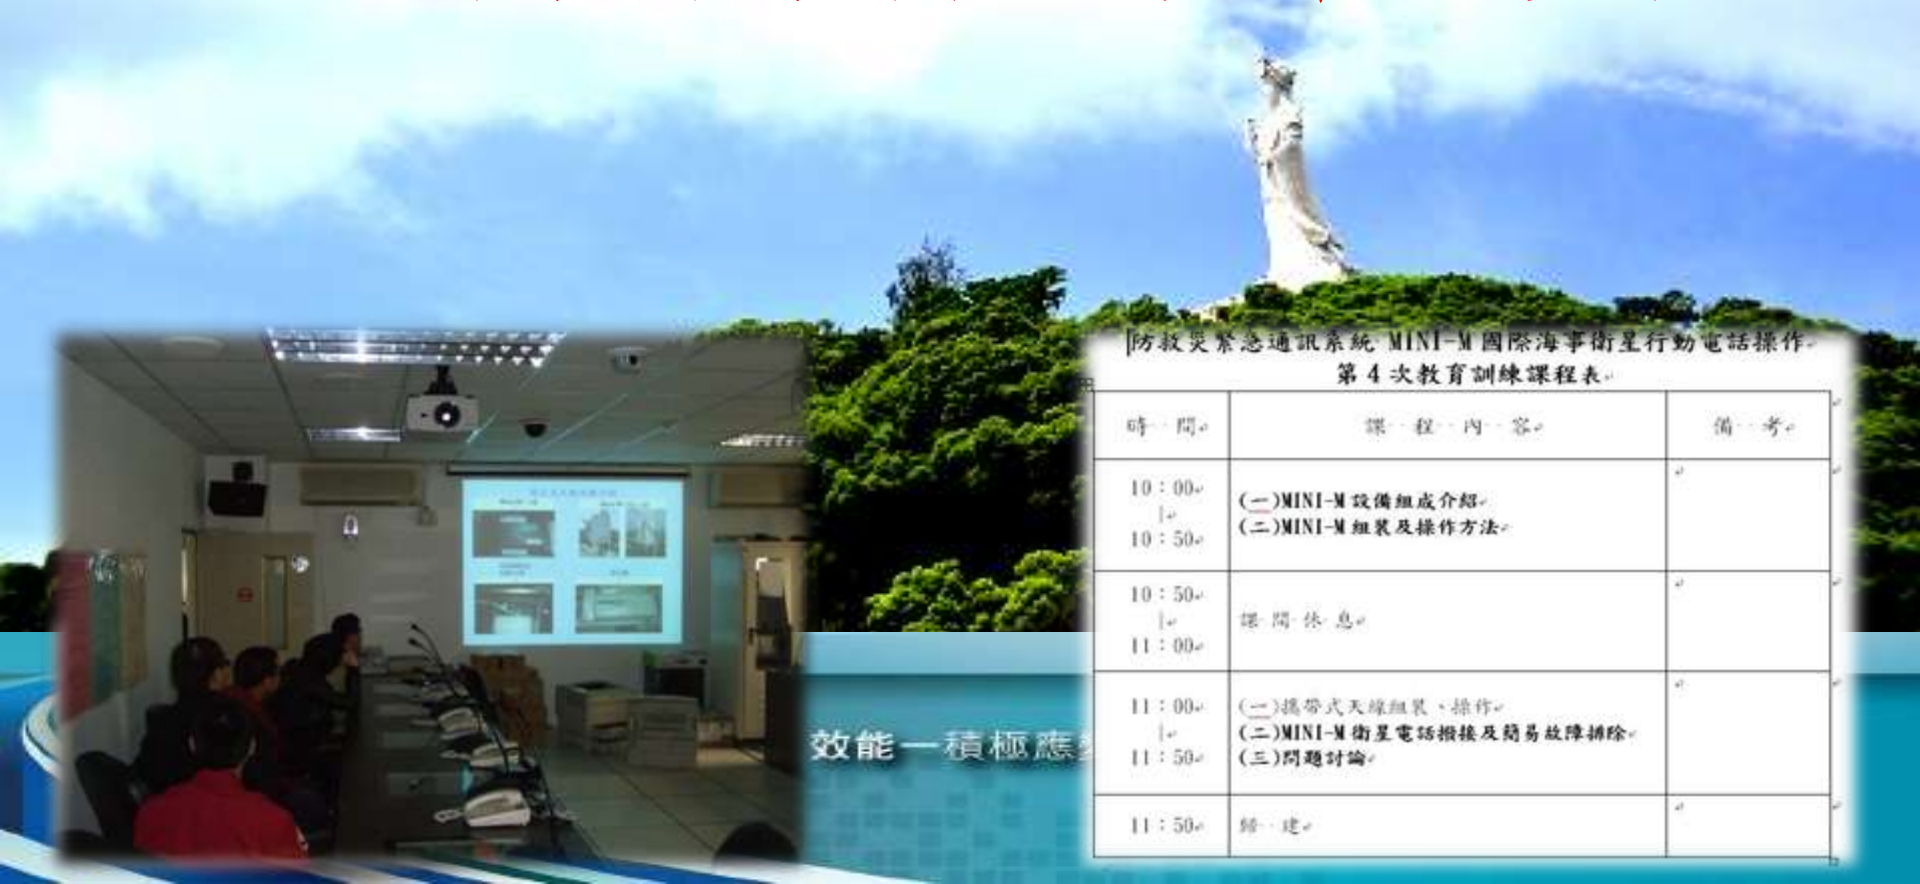 防救災緊急通訊系統 MINI-M國際海事衛星行動電話操作
第4次教育訓練課程表
時 間 課 程 內 容 備 考
10:00
|
10:50
(一)MINI-M設備組成介紹
(二)MINI-M組裝及操作方法
10:50
|
11:00
課 間 休 息
11:00
|
11:50
(一)攜帶式天線組裝、操作
(二)MINI-M衛星電話撥接及簡易故障排除
(三)問題討論
11:50 歸 建
效能—積極應